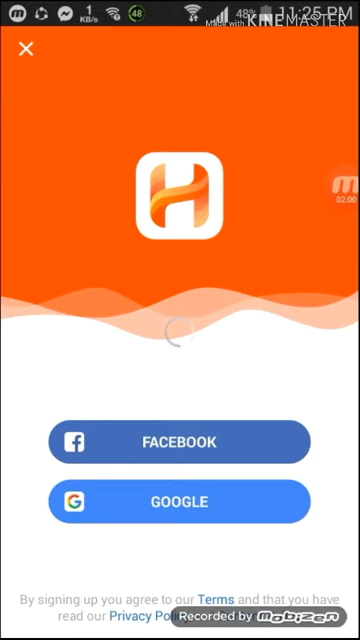 1
KB/s
48
48%
11:25 PM
Made with KINEMASTER
H
02:00
FACEBOOK
GOOGLE
By signing up you agree to our Terms and that you have
read our Privacy
Recorded by Mobizen